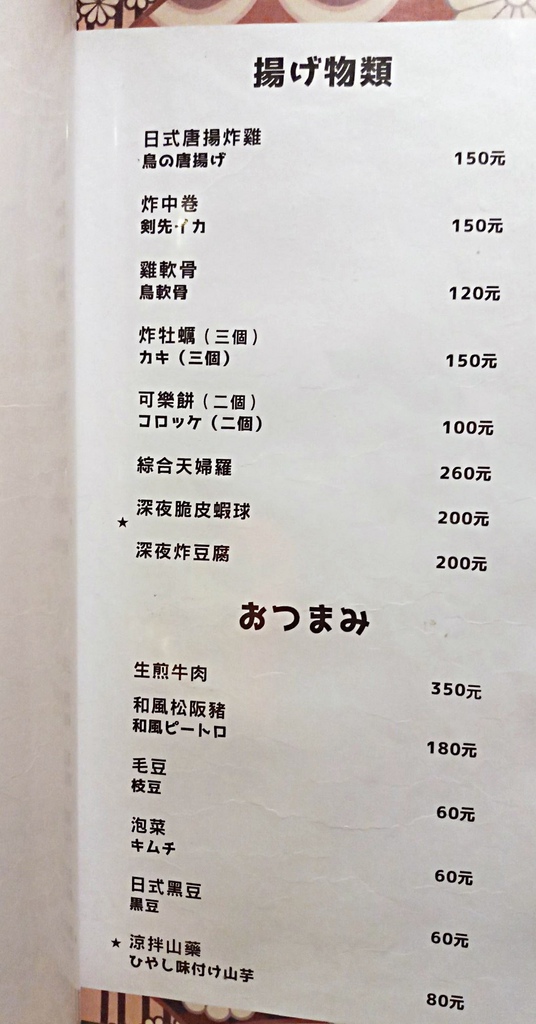 揚げ物類
日式唐揚炸雞
鳥の唐揚げ
150元
炸中卷
剣先イカ
150元
雞軟骨
鳥軟骨
120元
炸牡蠣（三個）
カキ（三個）
150元
可樂餅（二個）
コロッケ（二個）
100元
綜合天婦羅
260元
★ 深夜脆皮蝦球
200元
深夜炸豆腐
200元
おつまみ
生煎牛肉
350元
和風松阪豬
和風ピートロ
180元
毛豆
枝豆
60元
泡菜
キムチ
60元
日式黑豆
黒豆
60元
★ 涼拌山藥
ひやし味付け山芋
80元